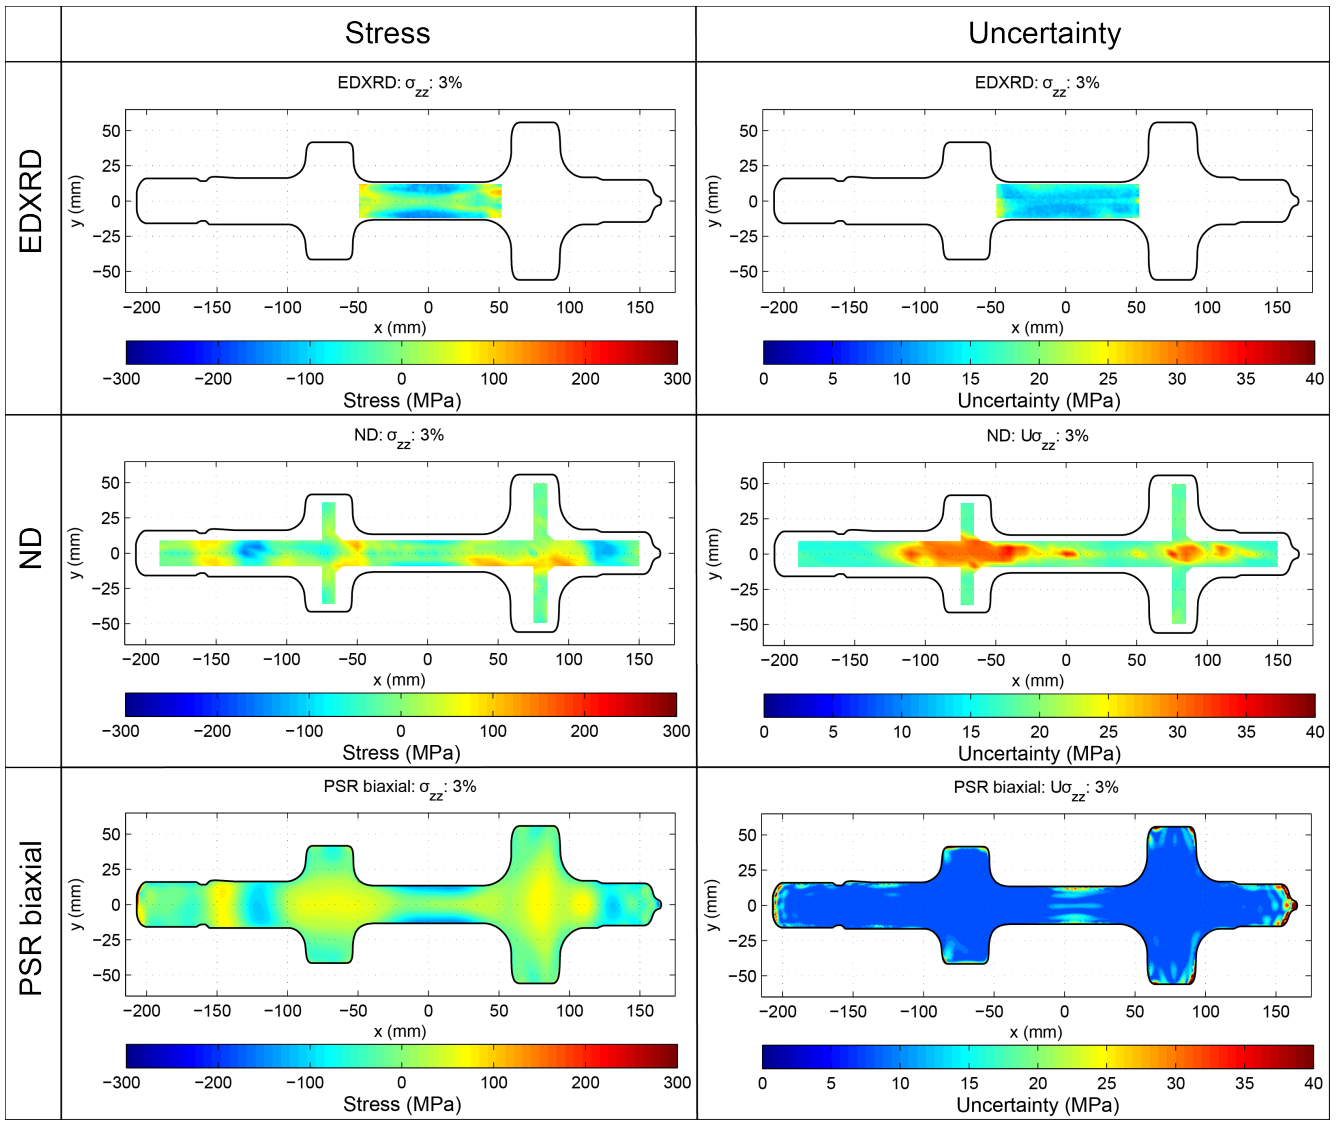 Stress
Uncertainty
EDXRD
EDXRD: σzz: 3%
50
25
0
−25
−50
y (mm)
−200 −150 −100 −50 0 50 100 150
x (mm)
−300 −200 −100 0 100 200 300
Stress (MPa)
EDXRD: σzz: 3%
50
25
0
−25
−50
y (mm)
−200 −150 −100 −50 0 50 100 150
x (mm)
0 5 10 15 20 25 30 35 40
Uncertainty (MPa)
ND
ND: σzz: 3%
50
25
0
−25
−50
y (mm)
−200 −150 −100 −50 0 50 100 150
x (mm)
−300 −200 −100 0 100 200 300
Stress (MPa)
ND: Uσzz: 3%
50
25
0
−25
−50
y (mm)
−200 −150 −100 −50 0 50 100 150
x (mm)
0 5 10 15 20 25 30 35 40
Uncertainty (MPa)
PSR biaxial
PSR biaxial: σzz: 3%
50
25
0
−25
−50
y (mm)
−200 −150 −100 −50 0 50 100 150
x (mm)
−300 −200 −100 0 100 200 300
Stress (MPa)
PSR biaxial: Uσzz: 3%
50
25
0
−25
−50
y (mm)
−200 −150 −100 −50 0 50 100 150
x (mm)
0 5 10 15 20 25 30 35 40
Uncertainty (MPa)